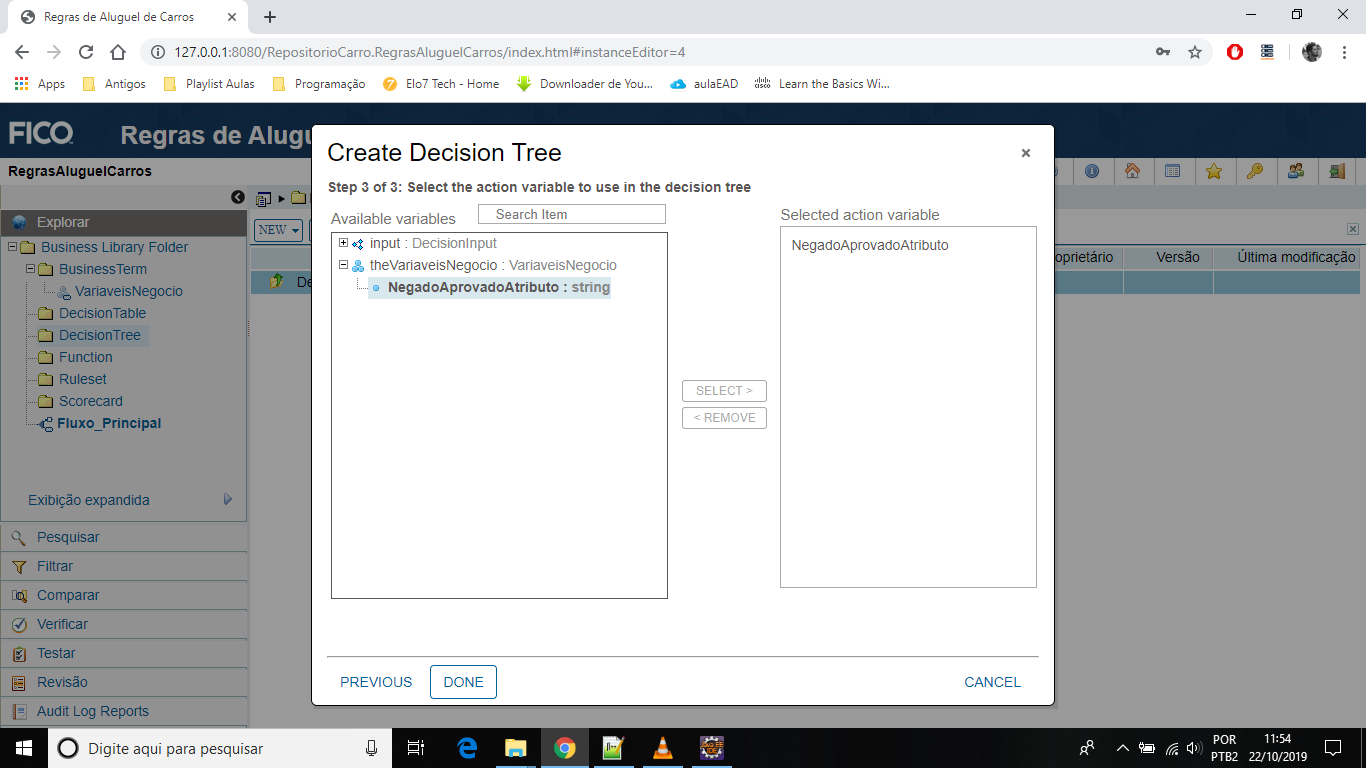 Regras de Aluguel de Carros
127.0.0.1:8080/RepositorioCarro.RegrasAluguelCarros/index.html#instanceEditor=4
Apps Antigos Playlist Aulas Programação Elo7 Tech - Home Downloader de You... aulaEAD Learn the Basics Wi...
FICO Regras de Alugu
RegrasAluguelCarros
Explorar
Business Library Folder
BusinessTerm
VariaveisNegocio
DecisionTable
DecisionTree
Function
Ruleset
Scorecard
Fluxo_Principal
Exibição expandida
Pesquisar
Filtrar
Comparar
Verificar
Testar
Revisão
Audit Log Reports
NEW
De
oprietário Versão Última modificação
Create Decision Tree
Step 3 of 3: Select the action variable to use in the decision tree
Available variables Search Item
input : DecisionInput
theVariaveisNegocio : VariaveisNegocio
NegadoAprovadoAtributo : string
SELECT >
< REMOVE
Selected action variable
NegadoAprovadoAtributo
PREVIOUS DONE CANCEL
Digite aqui para pesquisar
POR
PTB2
11:54
22/10/2019